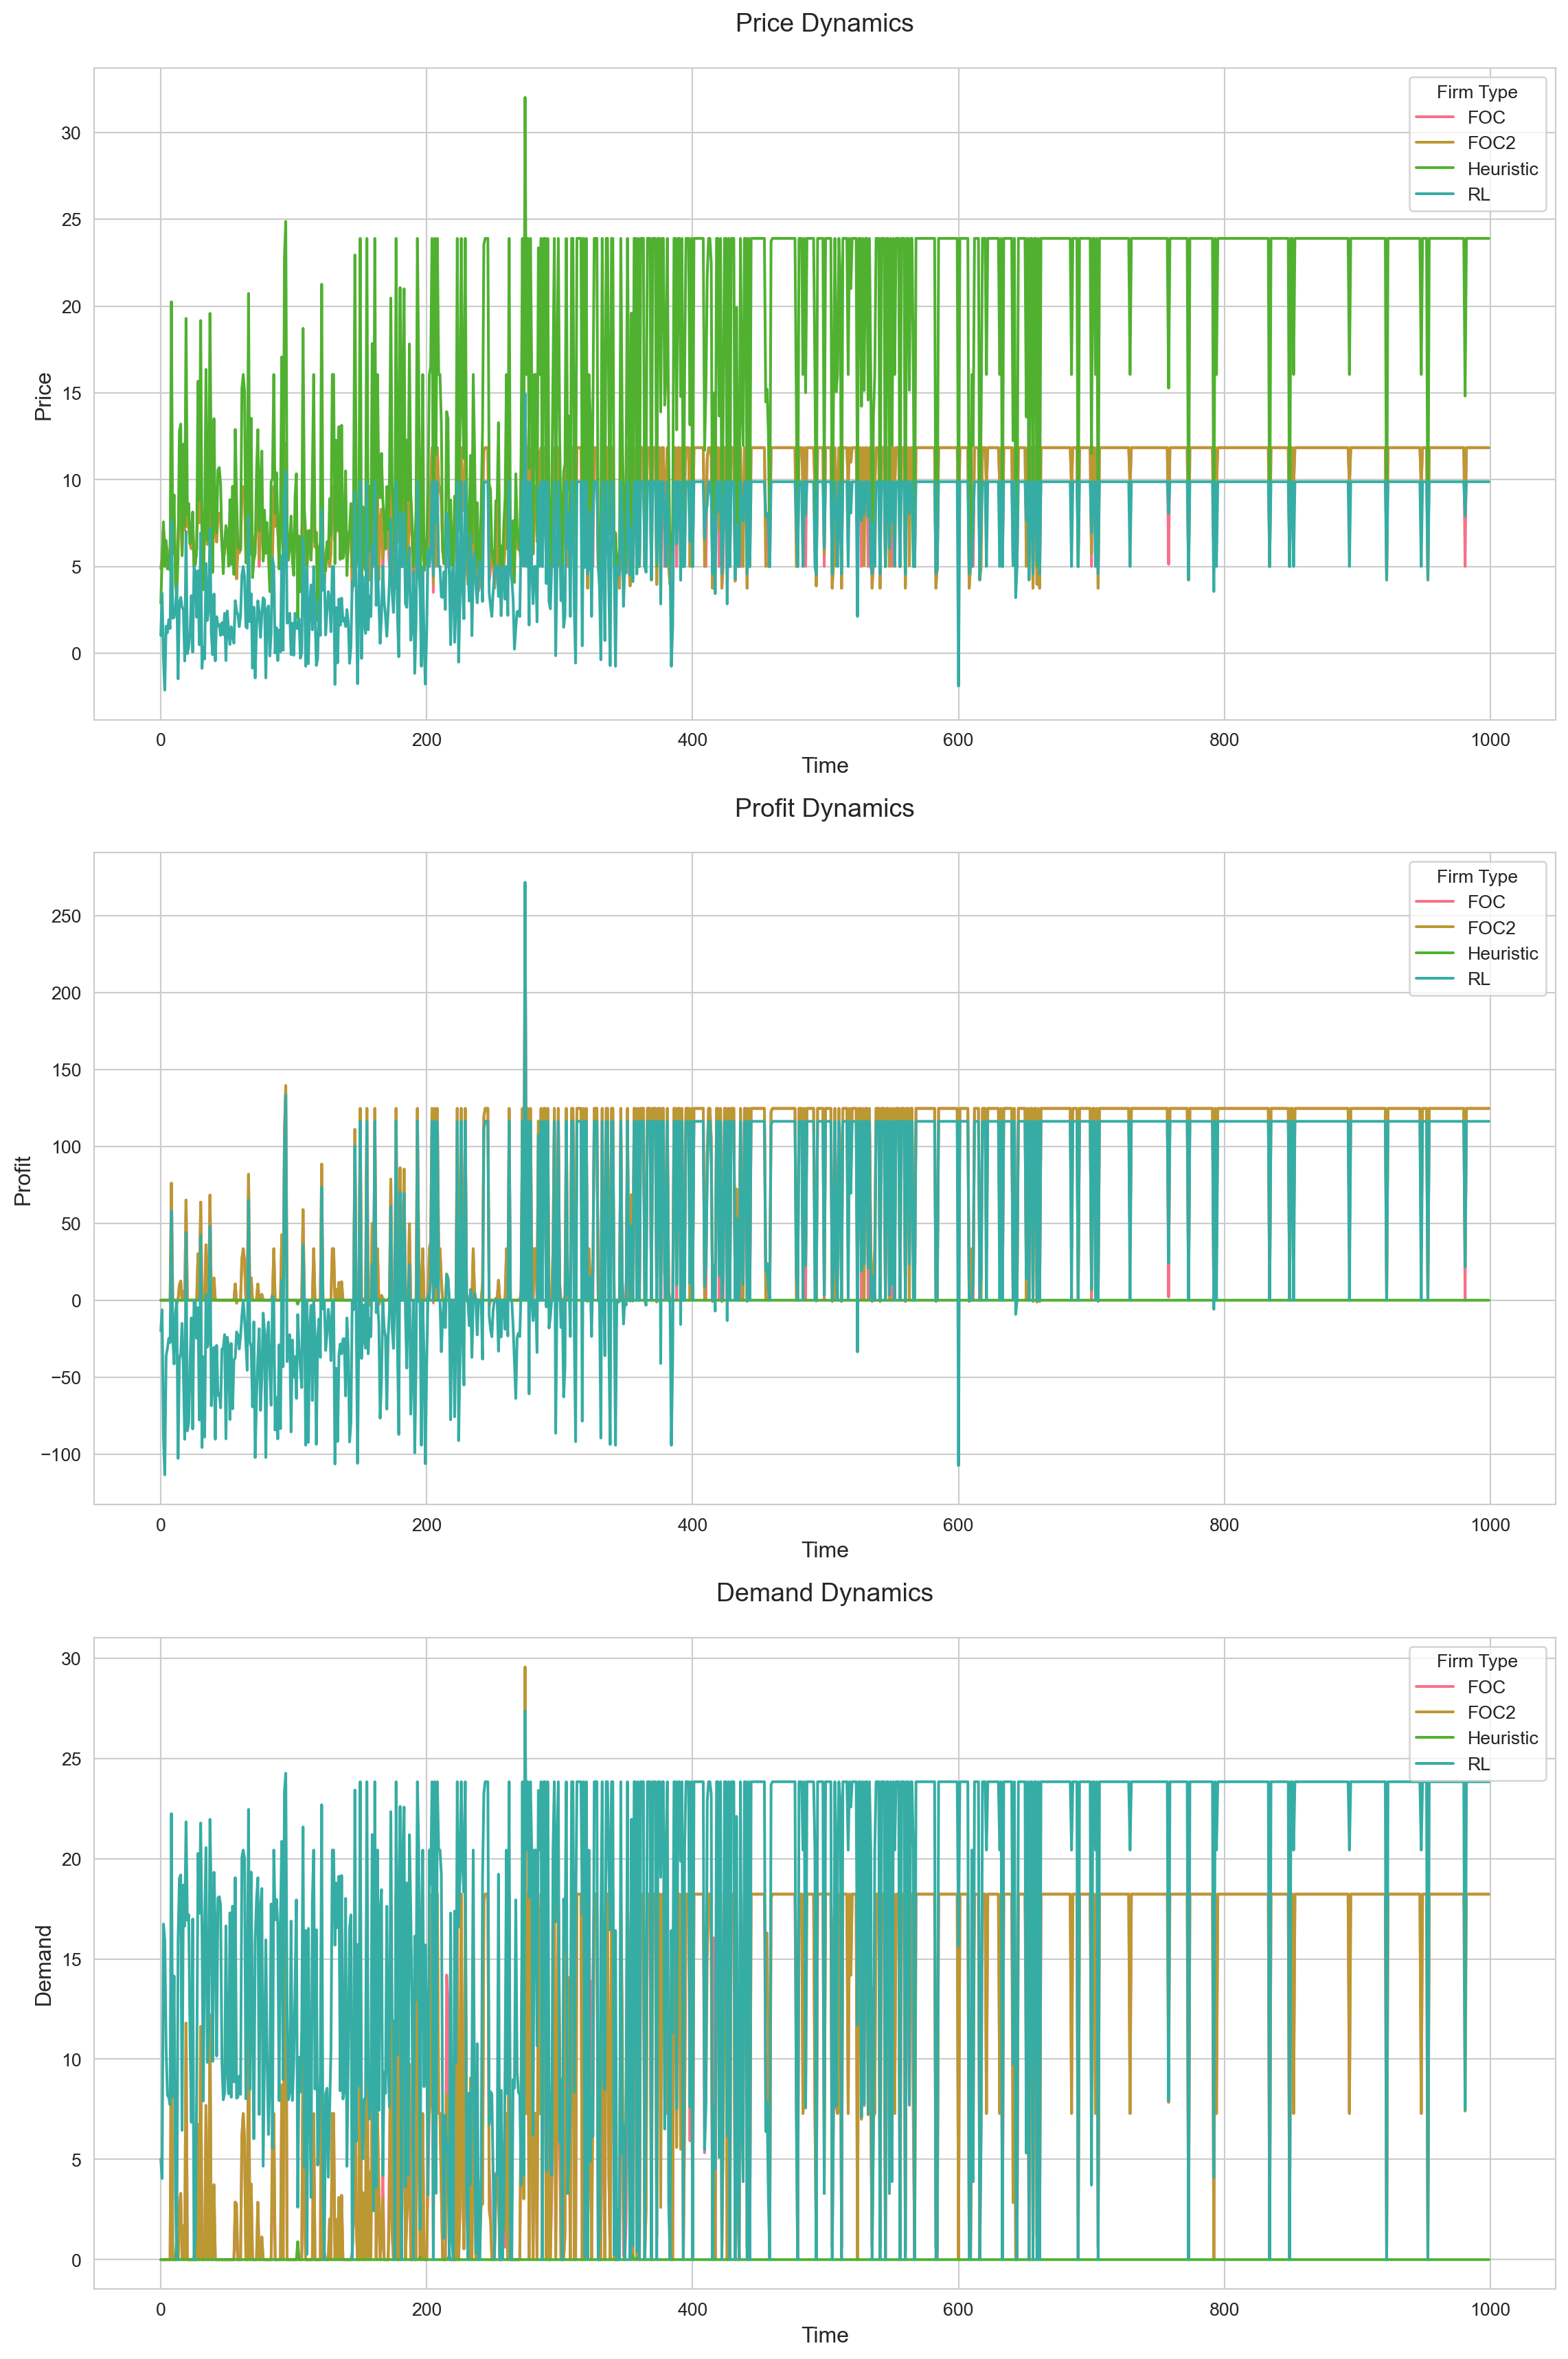 Price Dynamics
Firm Type
FOC
FOC2
Heuristic
RL
30
25
20
15
10
5
0
Price
0 200 400 600 800 1000
Time
Profit Dynamics
Firm Type
FOC
FOC2
Heuristic
RL
250
200
150
100
50
0
−50
−100
Profit
0 200 400 600 800 1000
Time
Demand Dynamics
Firm Type
FOC
FOC2
Heuristic
RL
30
25
20
15
10
5
0
Demand
0 200 400 600 800 1000
Time